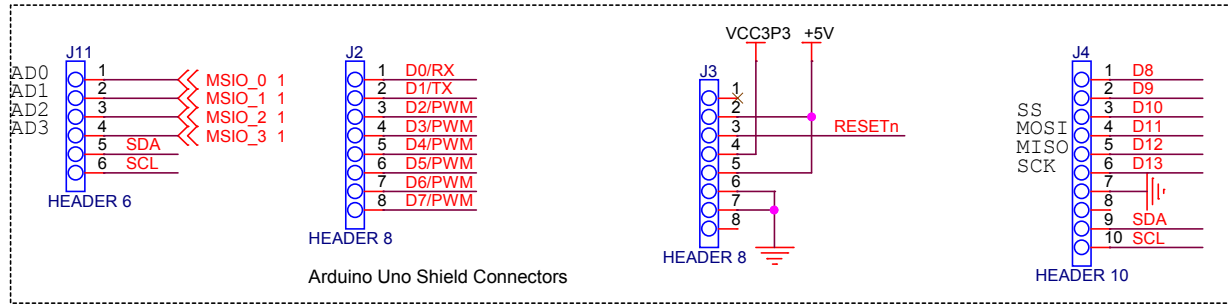 J11
AD0 1 MSIO_0 1
AD1 2 MSIO_1 1
AD2 3 MSIO_2 1
AD3 4 MSIO_3 1
5 SDA
6 SCL
HEADER 6
J2
1 D0/RX
2 D1/TX
3 D2/PWM
4 D3/PWM
5 D4/PWM
6 D5/PWM
7 D6/PWM
8 D7/PWM
HEADER 8
VCC3P3 +5V
J3
1
2
3 RESETn
4
5
6
7
8
HEADER 8
J4
1 D8
2 D9
SS 3 D10
MOSI 4 D11
MISO 5 D12
SCK 6 D13
7
8
9 SDA
10 SCL
HEADER 10
Arduino Uno Shield Connectors